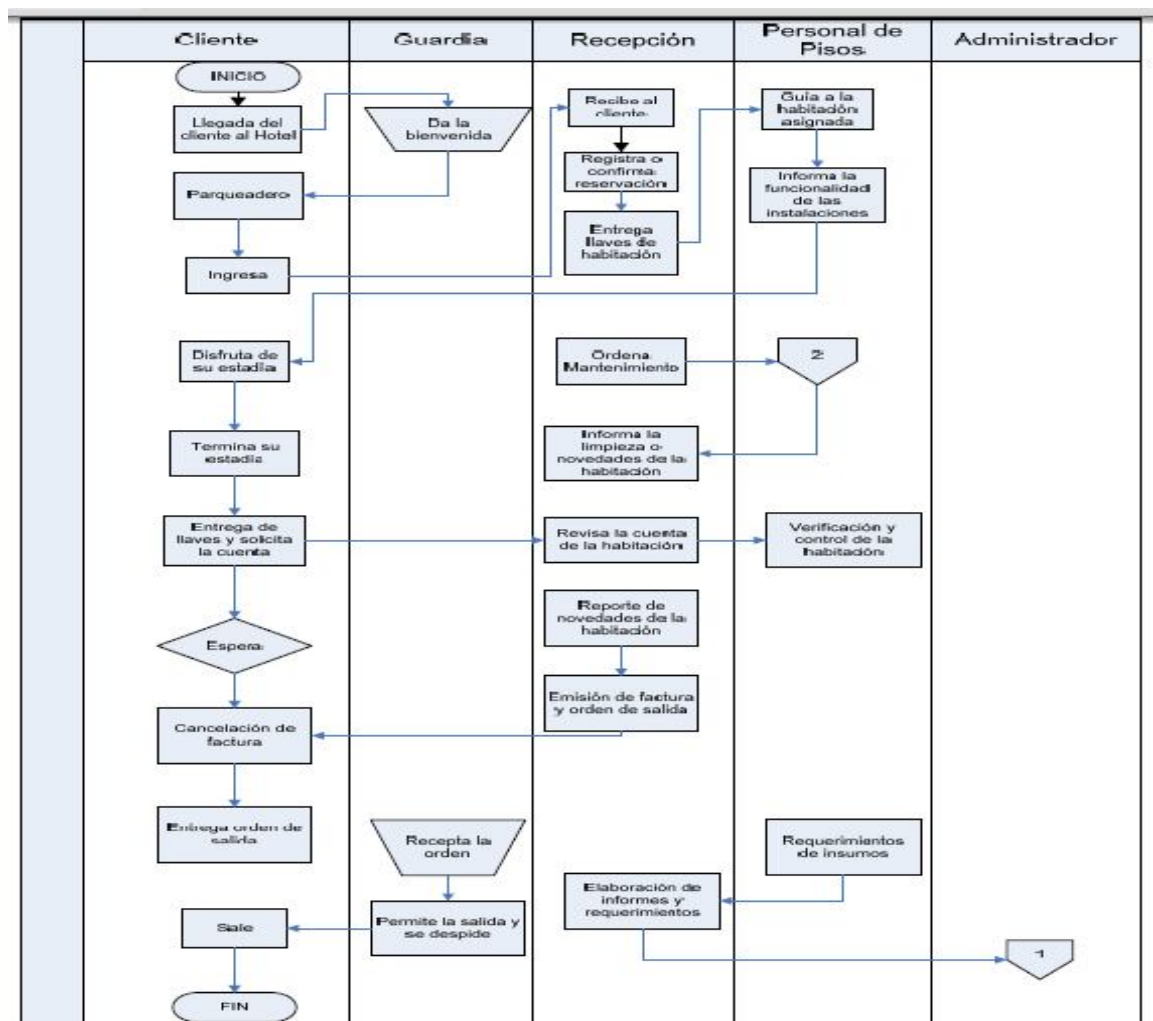 Cliente
Guardia
Recepción
Personal de
Pisos
Administrador
INICIO
Llegada del
cliente al Hotel
Da la
bienvenida
Recibe al
cliente
Guía a la
habitación
asignada
Parqueadero
Registra o
confirma
reservación
Informa la
funcionalidad
de las
instalaciones
Ingresa
Entrega
llaves de
habitación
Disfruta de
su estadía
Ordena
Mantenimiento
2
Termina su
estadía
Informa la
limpieza o
novedades de la
habitación
Entrega de
llaves y solicita
la cuenta
Revisa la cuenta
de la habitación
Verificación y
control de la
habitación
Espera
Reporte de
novedades de la
habitación
Emisión de factura
y orden de salida
Cancelación de
factura
Entrega orden de
salida
Recepta la
orden
Requerimientos
de insumos
Elaboración de
informes y
requerimientos
Sale
Permite la salida y
se despide
1
FIN